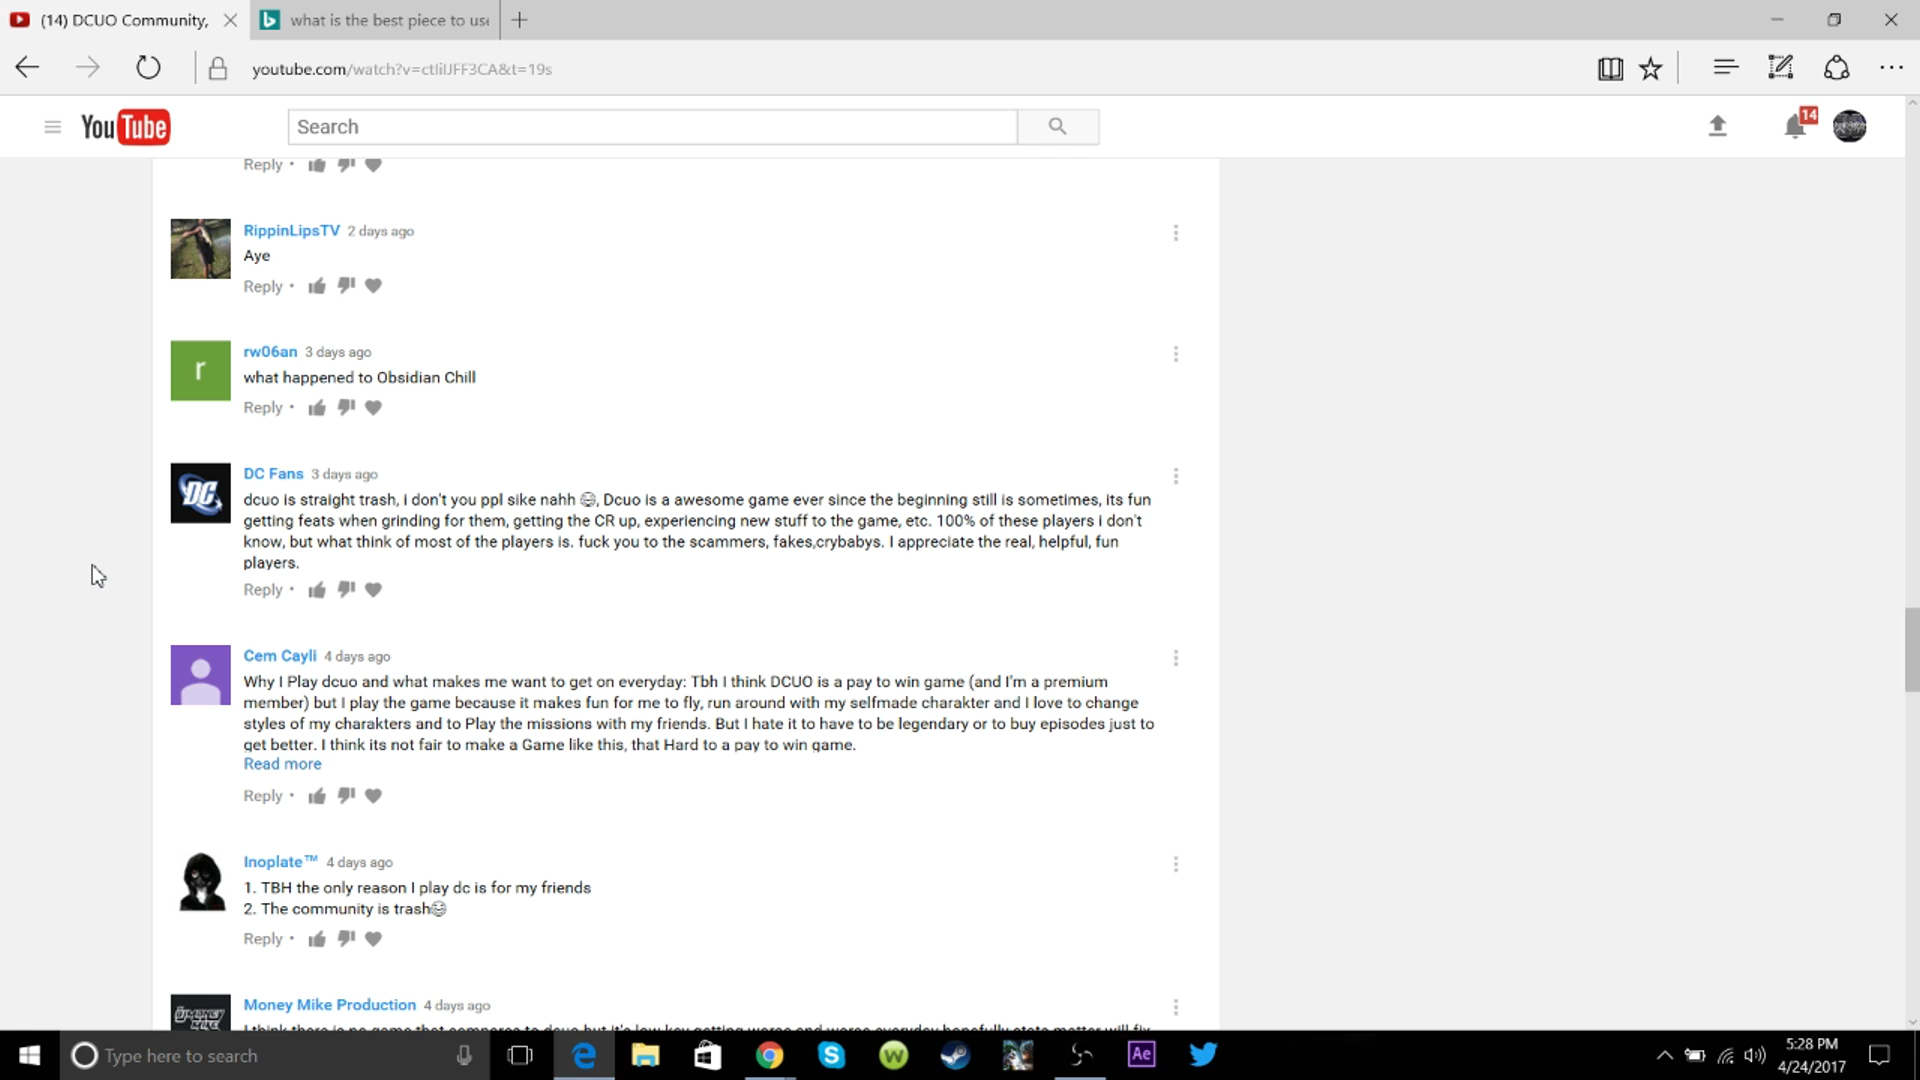 (14) DCUO Community,
what is the best piece to use
youtube.com/watch?v=ctIiIJFF3CA&t=19s
YouTube
Search
14
Reply •
RippinLipsTV 2 days ago
Aye
Reply •
r
rw06an 3 days ago
what happened to Obsidian Chill
Reply •
DC
DC Fans 3 days ago
dcuo is straight trash, i don't you ppl sike nahh 😂, Dcuo is a awesome game ever since the beginning still is sometimes, its fun
getting feats when grinding for them, getting the CR up, experiencing new stuff to the game, etc. 100% of these players i don't
know, but what think of most of the players is. fuck you to the scammers, fakes,crybabys. I appreciate the real, helpful, fun
players.
Reply •
Cem Cayli 4 days ago
Why I Play dcuo and what makes me want to get on everyday: Tbh I think DCUO is a pay to win game (and I'm a premium
member) but I play the game because it makes fun for me to fly, run around with my selfmade charakter and I love to change
styles of my charakters and to Play the missions with my friends. But I hate it to have to be legendary or to buy episodes just to
get better. I think its not fair to make a Game like this, that Hard to a pay to win game.
Read more
Reply •
Inoplate™ 4 days ago
1. TBH the only reason I play dc is for my friends
2. The community is trash😂
Reply •
Money Mike Production 4 days ago
I think there is no game that compares to dcuo but it's low key getting worse and worse everyday hopefully stats matter will fix
Type here to search
Ae
5:28 PM
4/24/2017